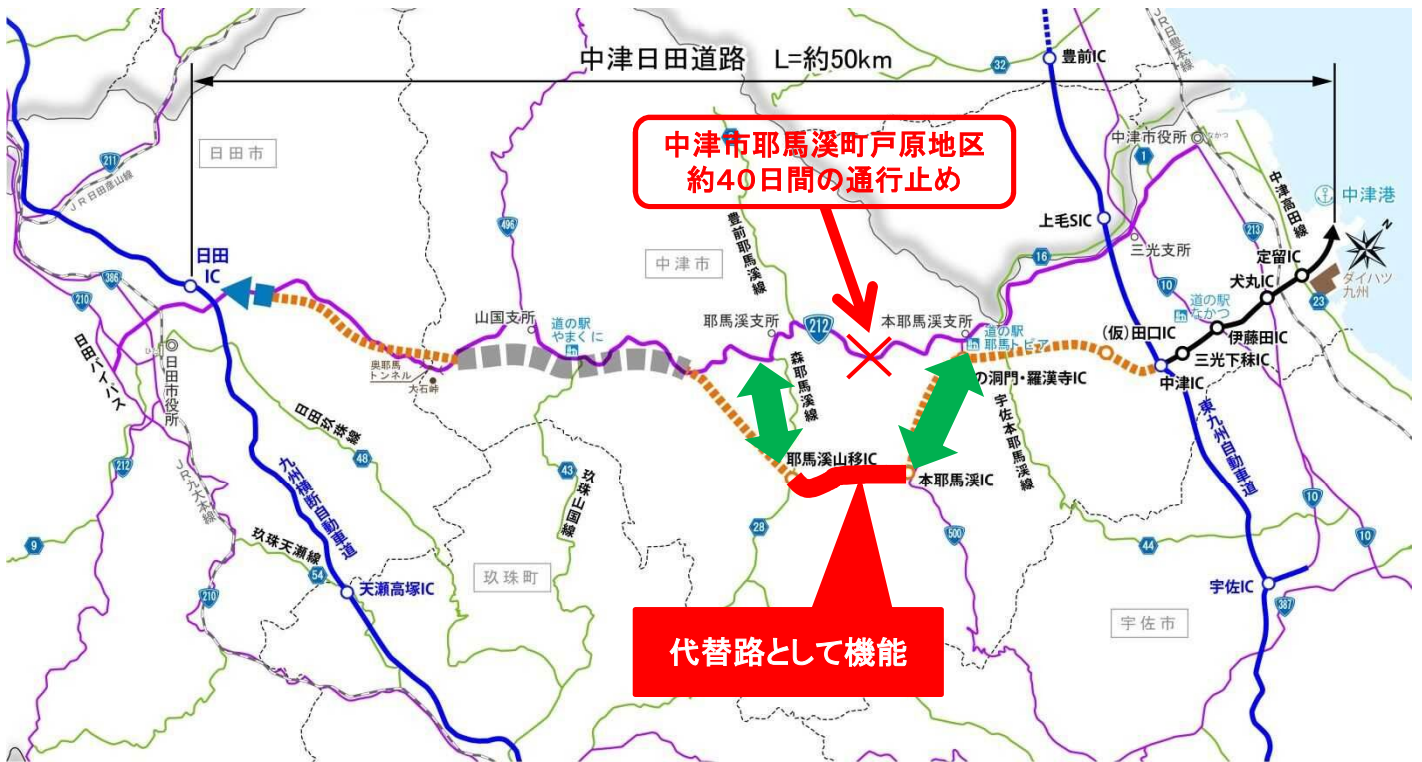 中津日田道路 L=約50km
豊前IC
32
JR日豊本線
中津市役所
なかつ
中津市耶馬溪町戸原地区
約40日間の通行止め
日田市
211
JR日田彦山線
1
中津高田線
中津港
N
上毛SIC
496
豊前耶馬溪線
三光支所
213
定留IC
ダイハツ
九州
23
日田
IC
386
210
中津市
16
10
犬丸IC
道の駅
なかつ
伊藤田IC
山国支所
道の駅
やまくに
耶馬溪支所
212
本耶馬渓支所
道の駅
耶馬トピア
(仮)田口IC
三光下秣IC
中津IC
日田バイパス
ひた
日田市役所
奥耶馬
トンネル
大石峠
森耶馬溪線
の洞門・羅漢寺IC
宇佐本耶馬渓線
東九州自動車道
212
JR久大本線
九州横断自動車道
日田玖珠線
48
43
玖珠山国線
耶馬溪山移IC
本耶馬渓IC
28
500
44
10
10
9
玖珠天瀬線
54
210
天瀬高塚IC
玖珠町
宇佐IC
387
宇佐市
代替路として機能